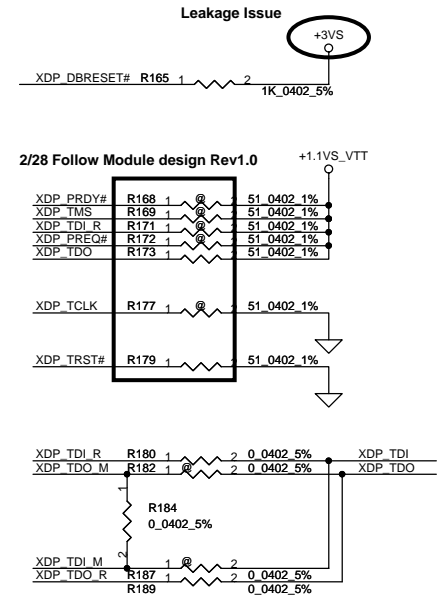 Leakage Issue
+3VS
XDP_DBRESET# R165 1 2
1K_0402_5%
2/28 Follow Module design Rev1.0
+1.1VS_VTT
XDP_PRDY# R168 1 @ 2 51_0402_1%
XDP_TMS R169 1 @ 2 51_0402_1%
XDP_TDI_R R171 1 @ 2 51_0402_1%
XDP_PREQ# R172 1 @ 2 51_0402_1%
XDP_TDO R173 1 2 51_0402_1%
XDP_TCLK R177 1 @ 2 51_0402_1%
XDP_TRST# R179 1 2 51_0402_1%
XDP_TDI_R R180 1 2 0_0402_5% XDP_TDI
XDP_TDO_M R182 1 @ 2 0_0402_5% XDP_TDO
1
R184
0_0402_5%
2
XDP_TDI_M 1 @ 2
XDP_TDO_R R187 1 2 0_0402_5%
R189 0_0402_5%